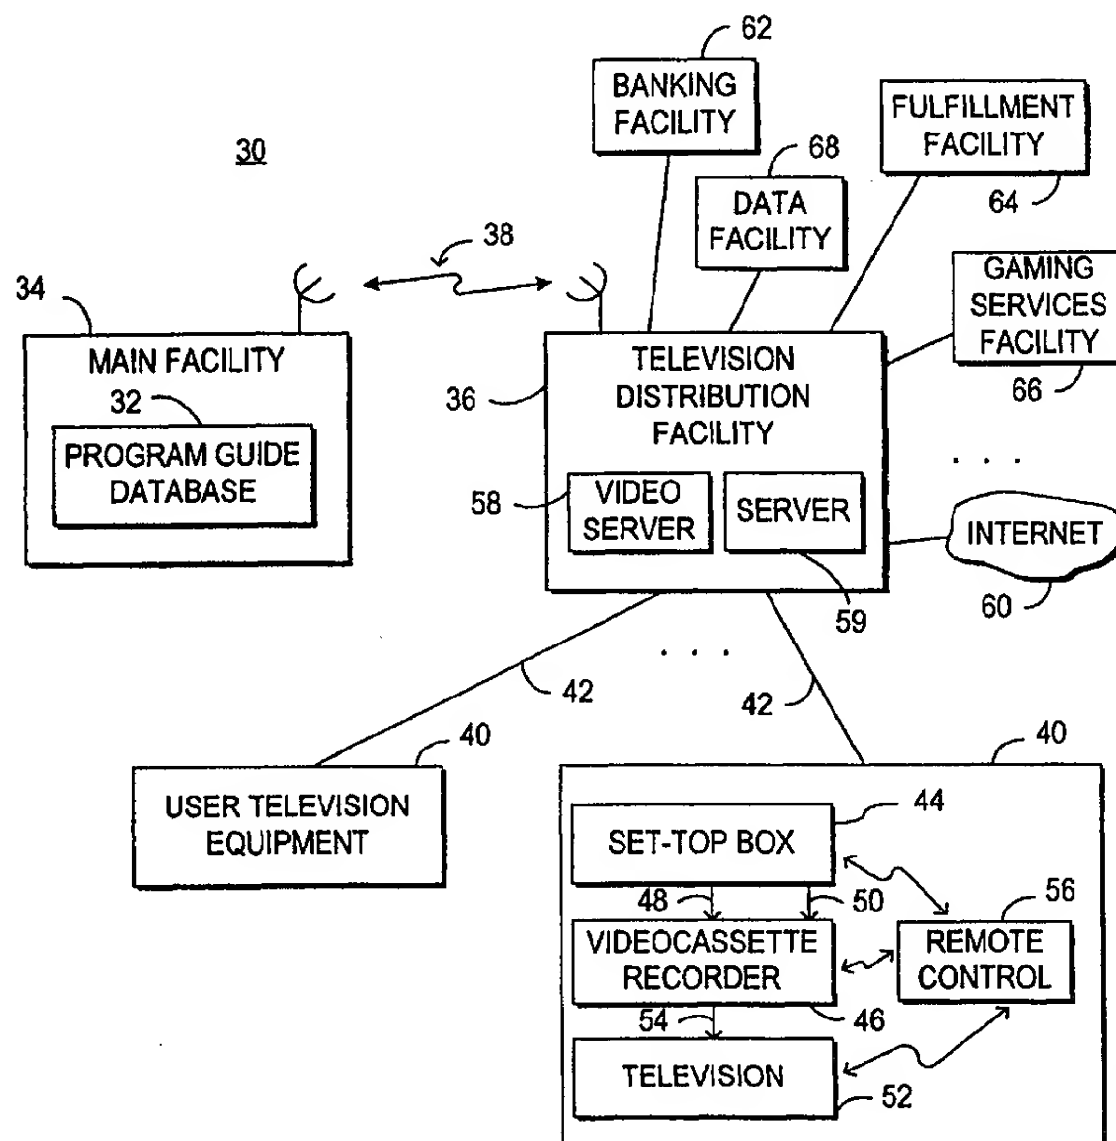 62
BANKING
FACILITY
FULFILLMENT
FACILITY
64
30
68
DATA
FACILITY
38
GAMING
SERVICES
FACILITY
66
34
MAIN FACILITY
32
PROGRAM GUIDE
DATABASE
36
TELEVISION
DISTRIBUTION
FACILITY
58
VIDEO
SERVER
SERVER
59
. . .
INTERNET
60
42
. . .
42
40
USER TELEVISION
EQUIPMENT
40
SET-TOP BOX
44
48
50
56
VIDEOCASSETTE
RECORDER
REMOTE
CONTROL
54
46
TELEVISION
52